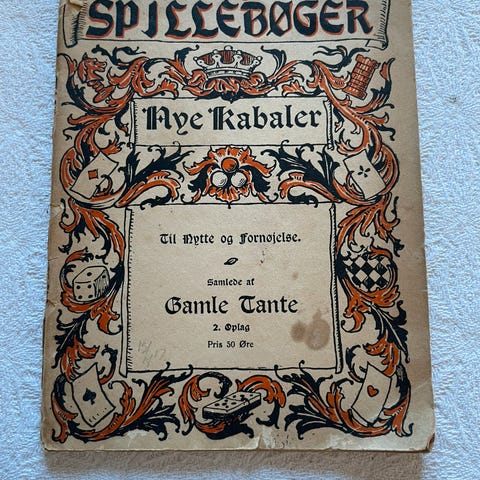 SPILLEBØGER
Nye Kabaler
Til Nytte og Fornøjelse.
Samlede af
Gamle Tante
2. Oplag
Pris 50 Øre